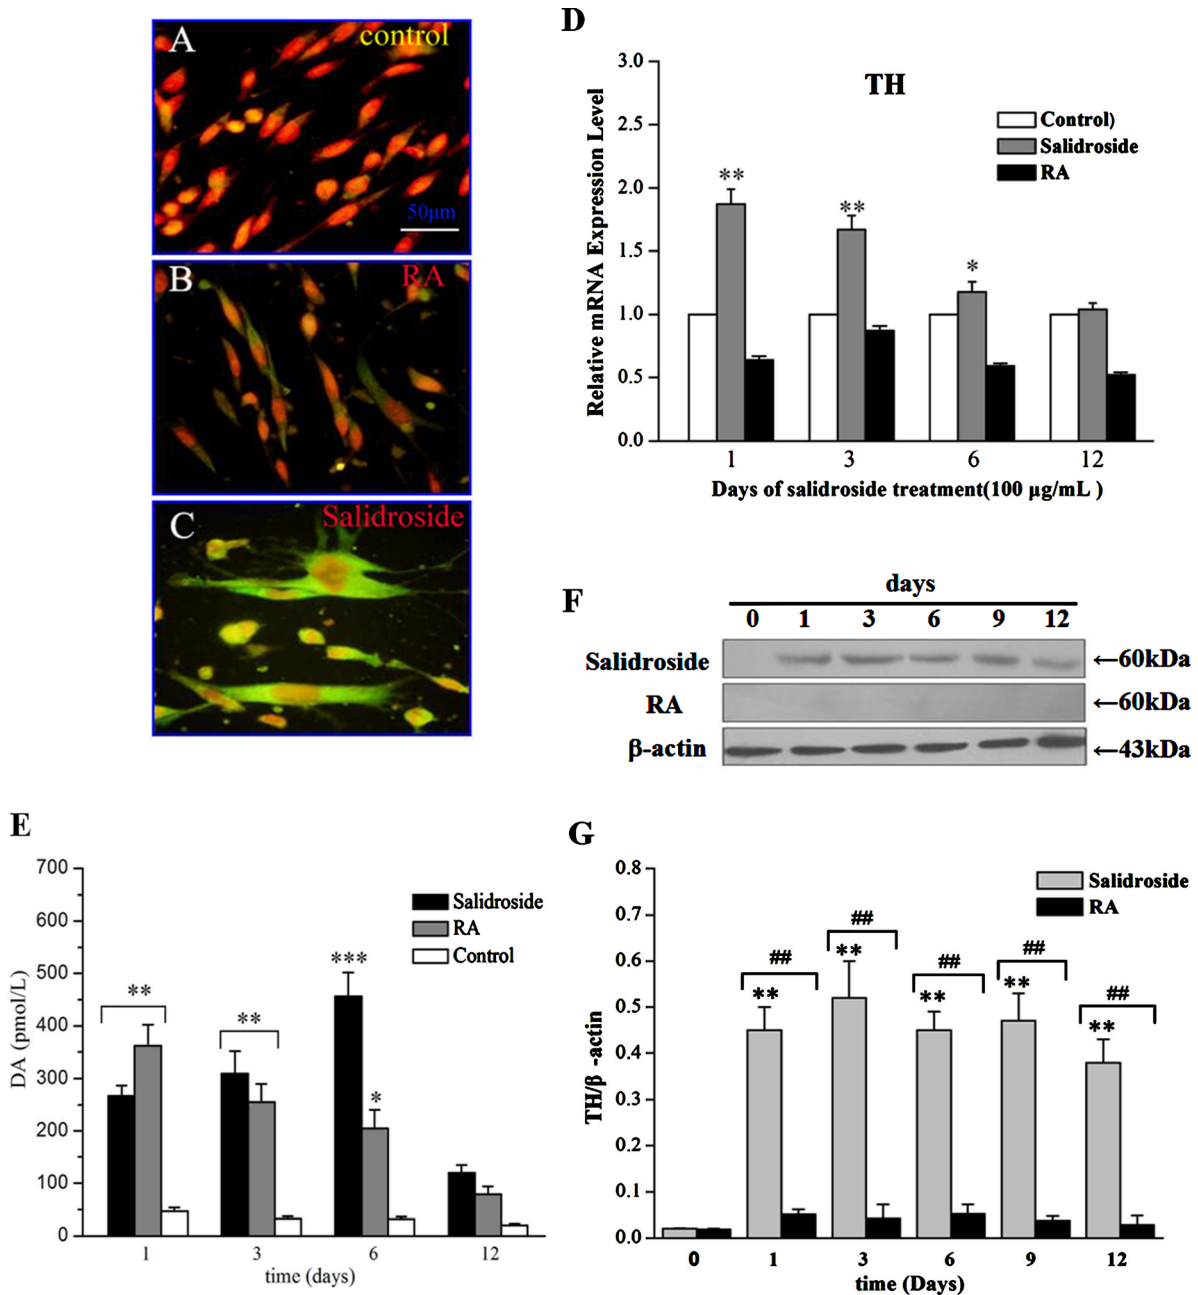 A
control
50μm
B
RA
C
Salidroside
D
TH
Control)
Salidroside
RA
Relative mRNA Expression Level
3.0
2.5
2.0
1.5
1.0
0.5
0.0
**
**
*
1 3 6 12
Days of salidroside treatment(100 μg/mL )
F
days
0 1 3 6 9 12
Salidroside ←60kDa
RA ←60kDa
β-actin ←43kDa
E
DA (pmol/L)
700
600
500
400
300
200
100
0
Salidroside
RA
Control
**
**
***
*
1 3 6 12
time (days)
G
TH/β -actin
0.8
0.7
0.6
0.5
0.4
0.3
0.2
0.1
0.0
Salidroside
RA
## ## ## ## ##
** ** ** ** **
0 1 3 6 9 12
time (Days)